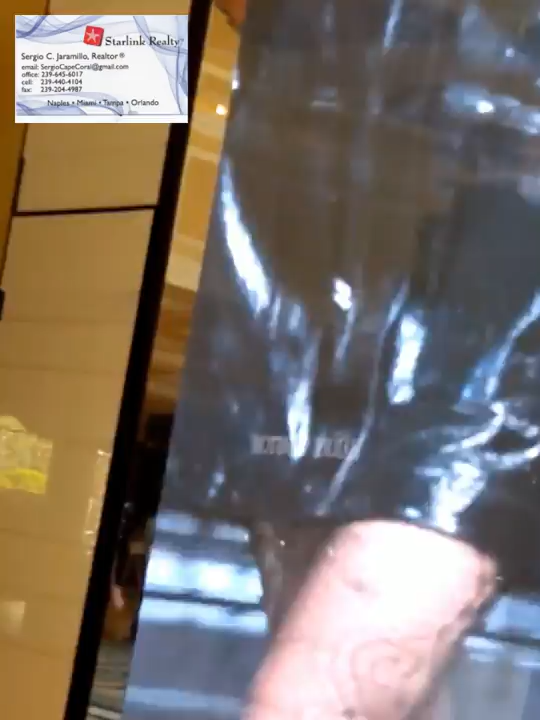 Starlink Realty
Sergio C. Jaramillo, Realtor®
email: SergioCapeCoral@gmail.com
office: 239-645-6017
cell: 239-440-4104
fax: 239-204-4987
Naples • Miami • Tampa • Orlando